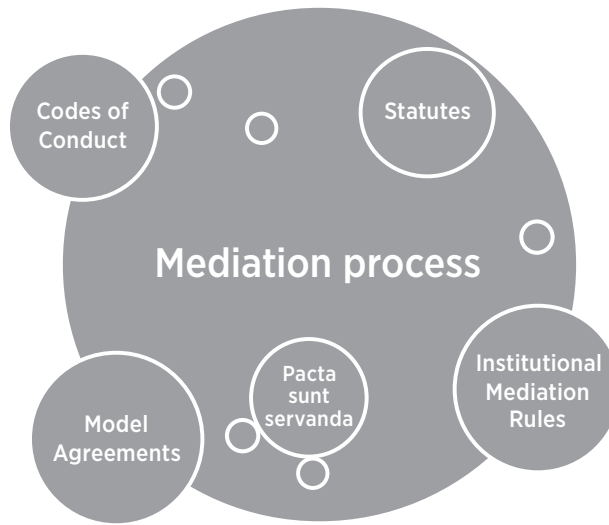 Codes of
Conduct
Statutes
Mediation process
Pacta
sunt
servanda
Institutional
Mediation
Rules
Model
Agreements